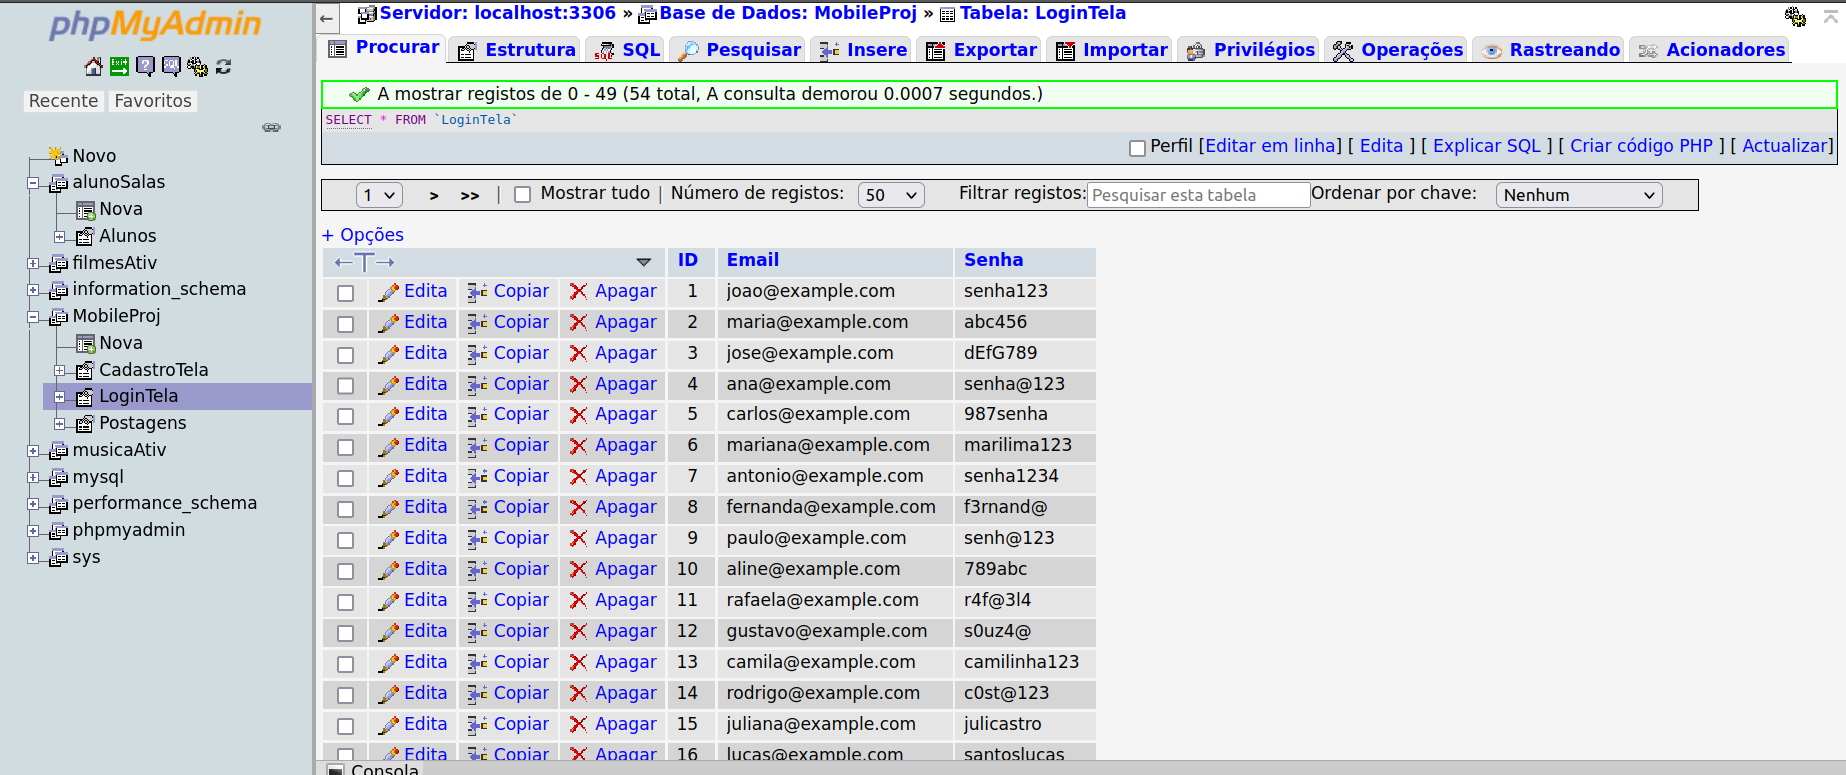 phpMyAdmin
Recente Favoritos
Novo
alunoSalas
Nova
Alunos
filmesAtiv
information_schema
MobileProj
Nova
CadastroTela
LoginTela
Postagens
musicaAtiv
mysql
performance_schema
phpmyadmin
sys
← Servidor: localhost:3306 » Base de Dados: MobileProj » Tabela: LoginTela
Procurar Estrutura SQL Pesquisar Insere Exportar Importar Privilégios Operações Rastreando Acionadores
A mostrar registos de 0 - 49 (54 total, A consulta demorou 0.0007 segundos.)
SELECT * FROM `LoginTela`
Perfil [Editar em linha] [ Edita ] [ Explicar SQL ] [ Criar código PHP ] [ Actualizar]
1 > >> | Mostrar tudo | Número de registos: 50 Filtrar registos: Pesquisar esta tabela Ordenar por chave: Nenhum
+ Opções
←T→ ID Email Senha
Edita Copiar Apagar 1 joao@example.com senha123
Edita Copiar Apagar 2 maria@example.com abc456
Edita Copiar Apagar 3 jose@example.com dEfG789
Edita Copiar Apagar 4 ana@example.com senha@123
Edita Copiar Apagar 5 carlos@example.com 987senha
Edita Copiar Apagar 6 mariana@example.com marilima123
Edita Copiar Apagar 7 antonio@example.com senha1234
Edita Copiar Apagar 8 fernanda@example.com f3rnand@
Edita Copiar Apagar 9 paulo@example.com senh@123
Edita Copiar Apagar 10 aline@example.com 789abc
Edita Copiar Apagar 11 rafaela@example.com r4f@3l4
Edita Copiar Apagar 12 gustavo@example.com s0uz4@
Edita Copiar Apagar 13 camila@example.com camilinha123
Edita Copiar Apagar 14 rodrigo@example.com c0st@123
Edita Copiar Apagar 15 juliana@example.com julicastro
Edita Copiar Apagar 16 lucas@example.com santoslucas
Consola